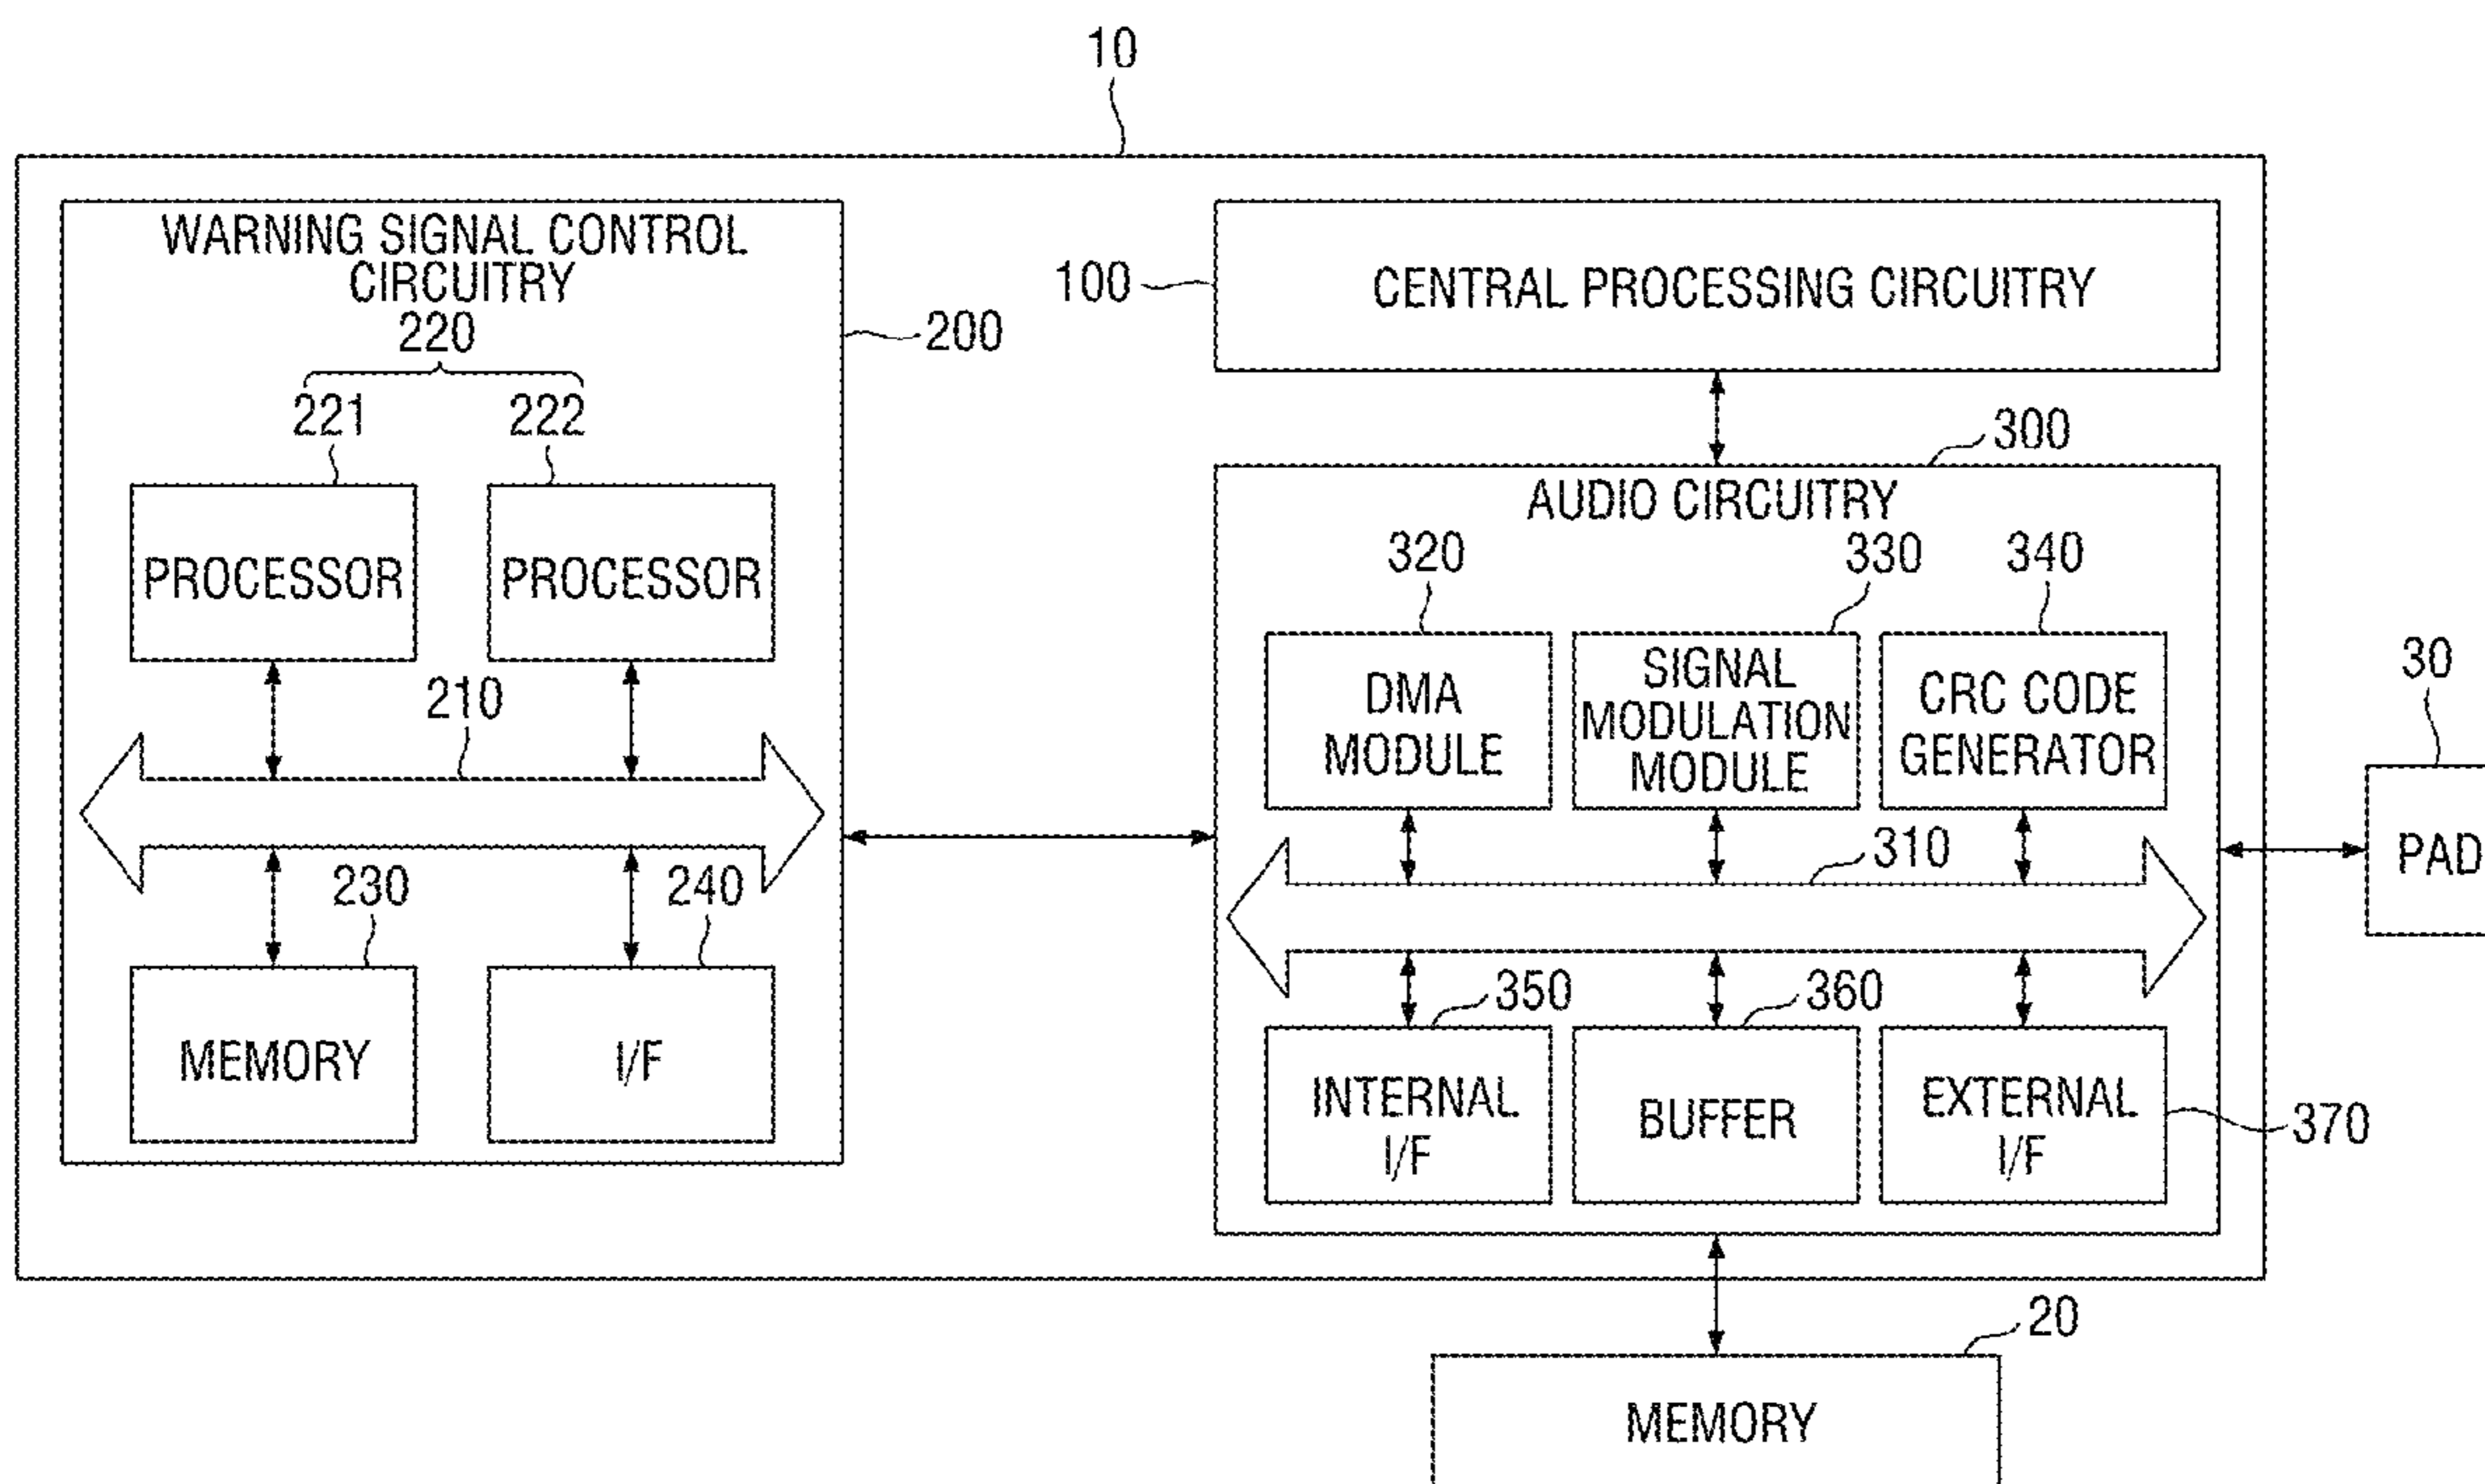 10
WARNING SIGNAL CONTROL
CIRCUITRY
220
221
222
PROCESSOR
PROCESSOR
210
230
240
MEMORY
I/F
200
100
CENTRAL PROCESSING CIRCUITRY
300
AUDIO CIRCUITRY
320
330
340
DMA
MODULE
SIGNAL
MODULATION
MODULE
CRC CODE
GENERATOR
310
350
360
INTERNAL
I/F
BUFFER
EXTERNAL
I/F
370
30
PAD
20
MEMORY